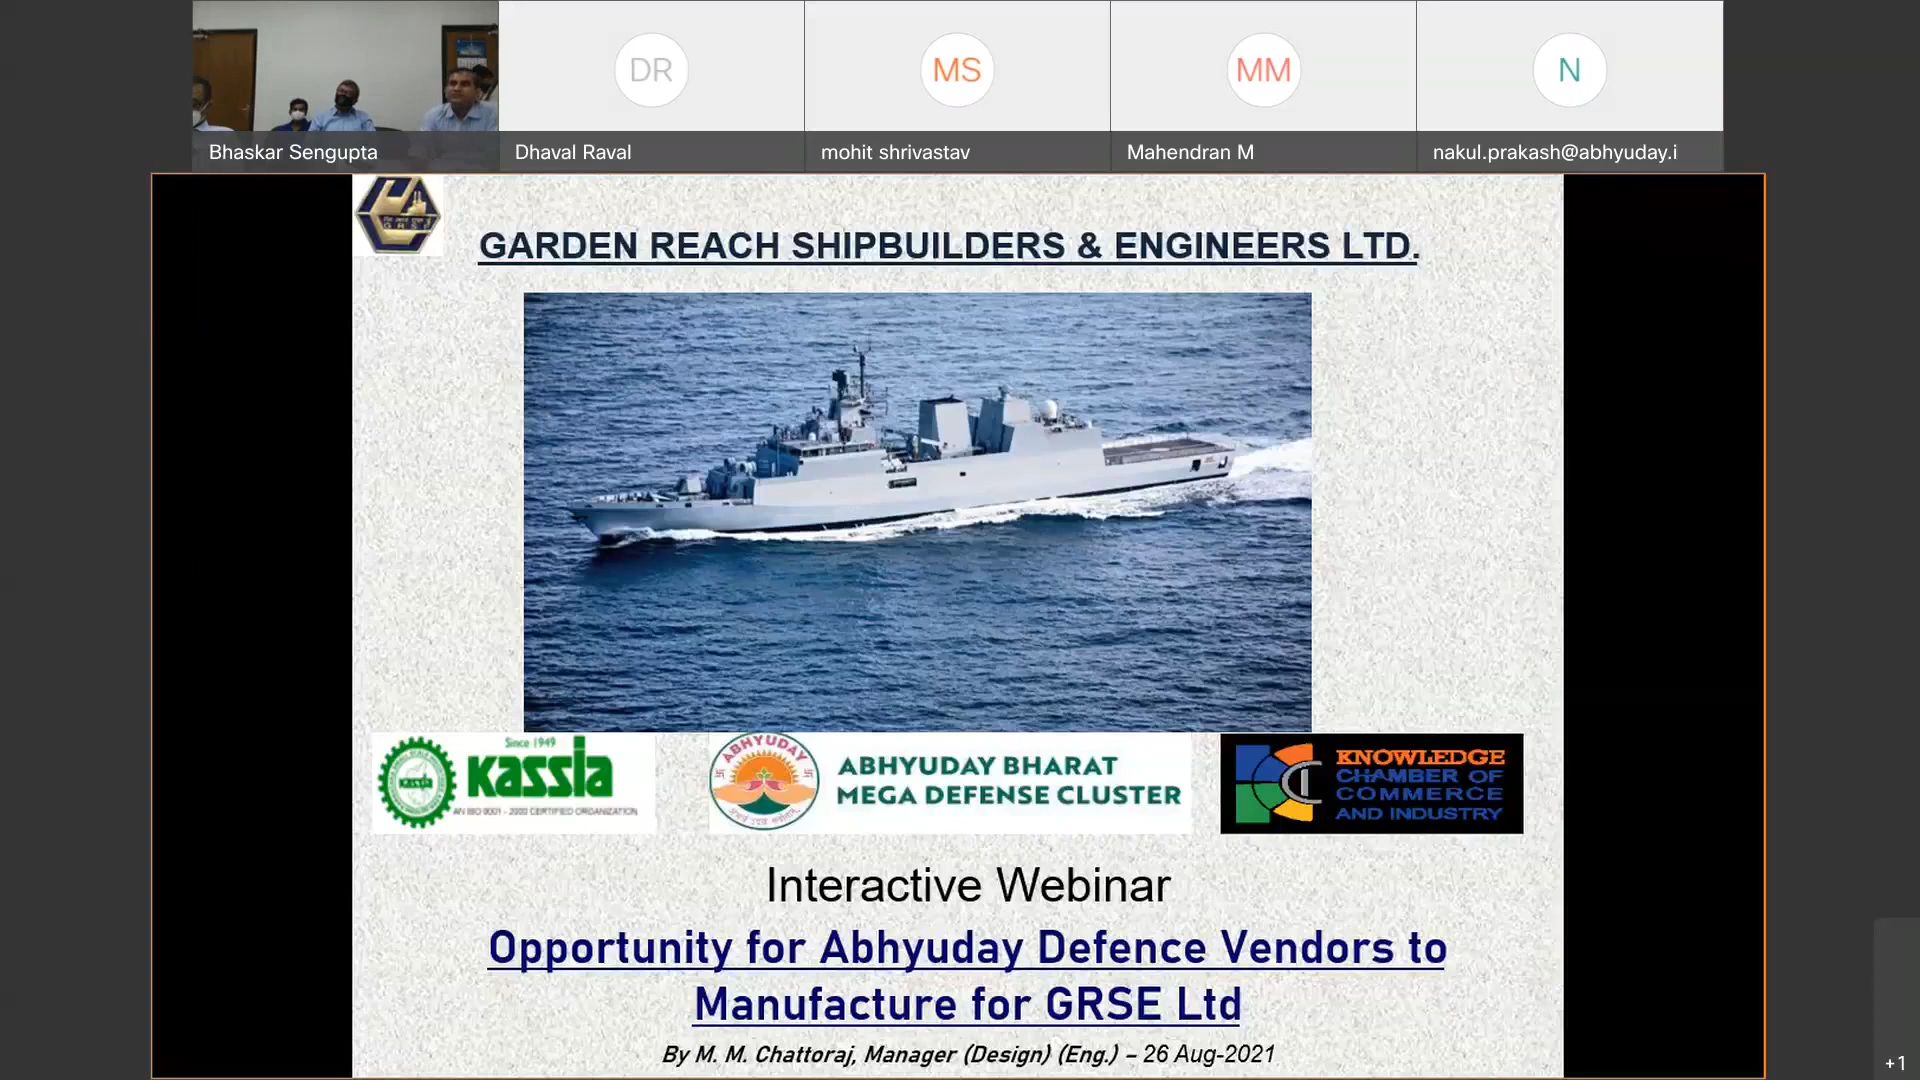 DR
MS
MM
N
Bhaskar Sengupta
Dhaval Raval
mohit shrivastav
Mahendran M
nakul.prakash@abhyuday.i
GRSE
GARDEN REACH SHIPBUILDERS & ENGINEERS LTD.
Since 1949
kassia
AN ISO 9001 - 2000 CERTIFIED ORGANIZATION
ABHYUDAY
ABHYUDAY BHARAT
MEGA DEFENSE CLUSTER
KNOWLEDGE
CHAMBER OF
COMMERCE
AND INDUSTRY
Interactive Webinar
Opportunity for Abhyuday Defence Vendors to
Manufacture for GRSE Ltd
By M. M. Chattoraj, Manager (Design) (Eng.) – 26 Aug-2021
+1